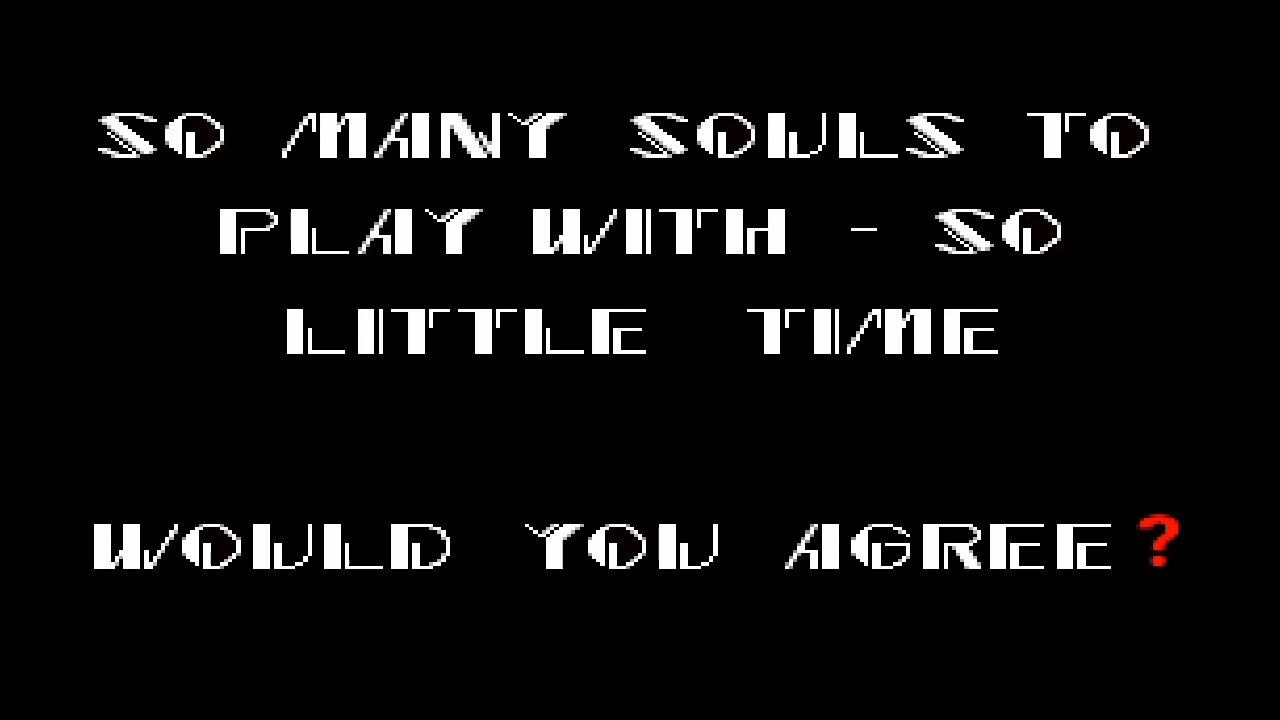 SO MANY SOULS TO
PLAY WITH - SO
LITTLE TIME
WOULD YOU AGREE?